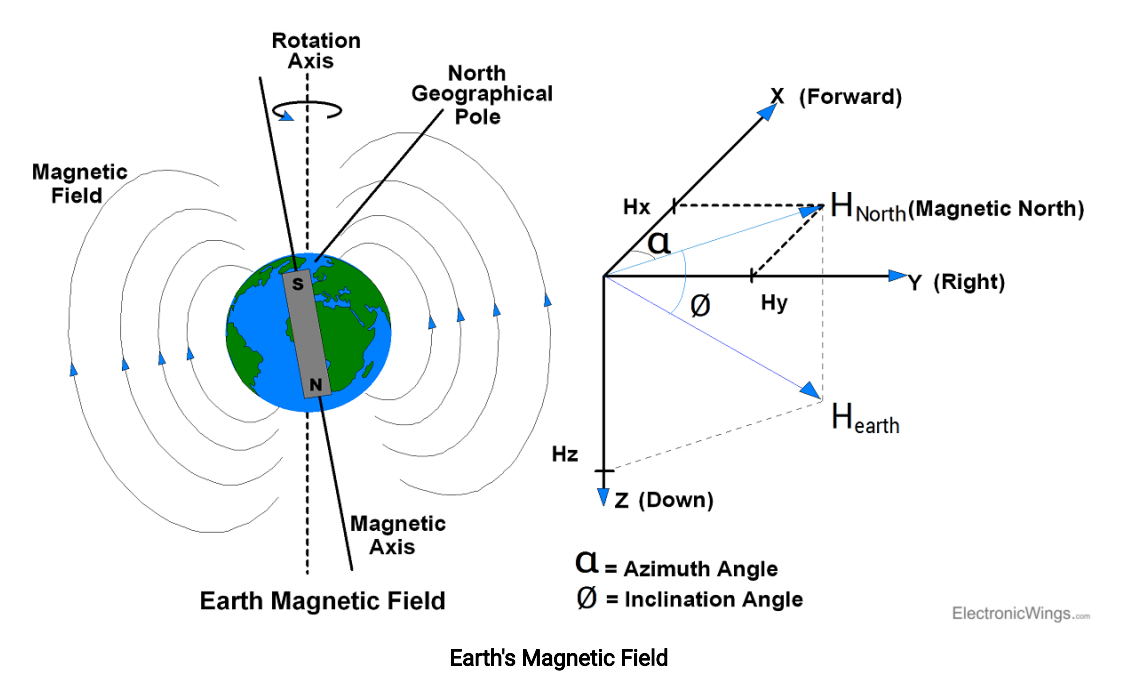 Rotation
Axis
North
Geographical
Pole
Magnetic
Field
S
N
Magnetic
Axis
Earth Magnetic Field
X (Forward)
Hx
α
HNorth(Magnetic North)
Y (Right)
Hy
Ø
Hearth
Hz
Z (Down)
α = Azimuth Angle
Ø = Inclination Angle
ElectronicWings.com
Earth's Magnetic Field